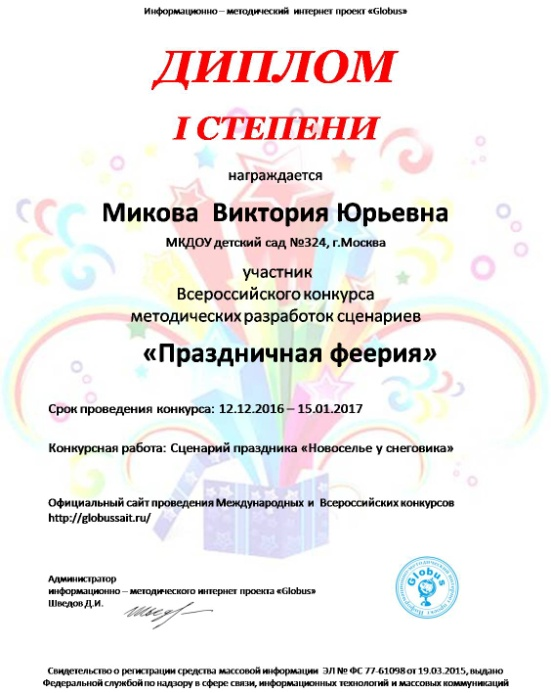 Информационно – методический интернет проект «Globus»
ДИПЛОМ
I СТЕПЕНИ
награждается
Микова Виктория Юрьевна
МКДОУ детский сад №324, г.Москва
участник
Всероссийского конкурса
методических разработок сценариев
«Праздничная феерия»
Срок проведения конкурса: 12.12.2016 – 15.01.2017
Конкурсная работа: Сценарий праздника «Новоселье у снеговика»
Официальный сайт проведения Международных и Всероссийских конкурсов
http://globussait.ru/
Администратор
информационно – методического интернет проекта «Globus»
Шведов Д.И.
Globus
Свидетельство о регистрации средства массовой информации ЭЛ № ФС 77-61098 от 19.03.2015, выдано
Федеральной службой по надзору в сфере связи, информационных технологий и массовых коммуникаций